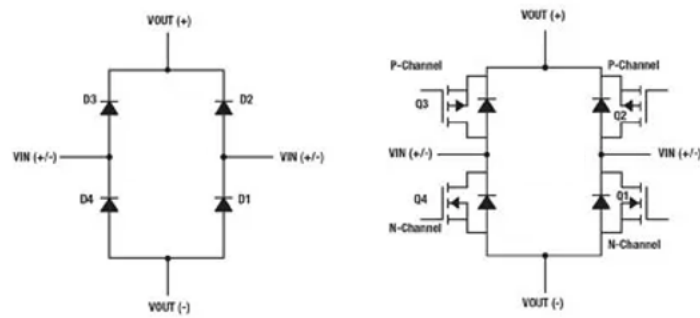 VOUT (+)
D3
D2
VIN (+/-)
VIN (+/-)
D4
D1
VOUT (-)
VOUT (+)
P-Channel
P-Channel
Q3
Q2
VIN (+/-)
VIN (+/-)
Q4
Q1
N-Channel
N-Channel
VOUT (-)